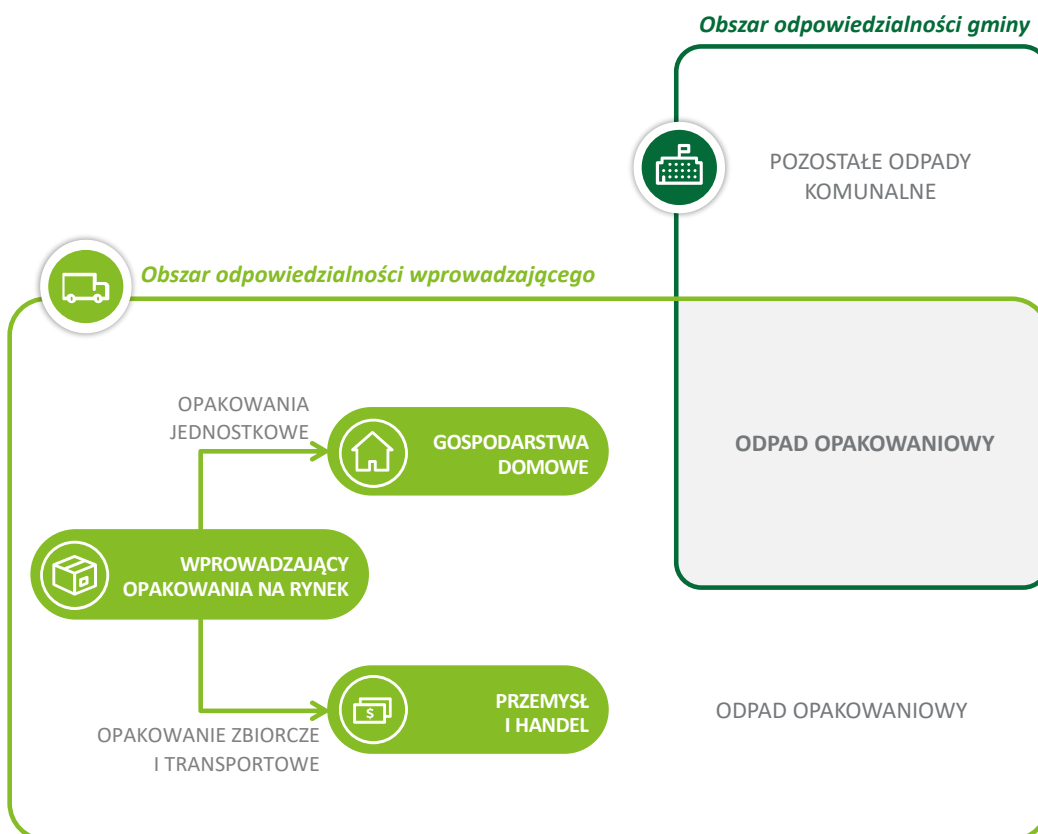 Obszar odpowiedzialności gminy
POZOSTAŁE ODPADY
KOMUNALNE
Obszar odpowiedzialności wprowadzającego
OPAKOWANIA
JEDNOSTKOWE
GOSPODARSTWA
DOMOWE
ODPAD OPAKOWANIOWY
WPROWADZAJĄCY
OPAKOWANIA NA RYNEK
PRZEMYSŁ
I HANDEL
$
ODPAD OPAKOWANIOWY
OPAKOWANIE ZBIORCZE
I TRANSPORTOWE